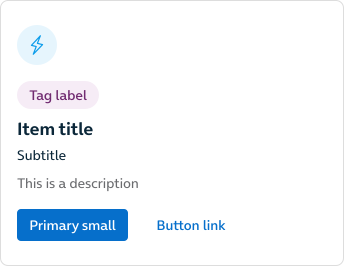 Tag label
Item title
Subtitle
This is a description
Primary small
Button link